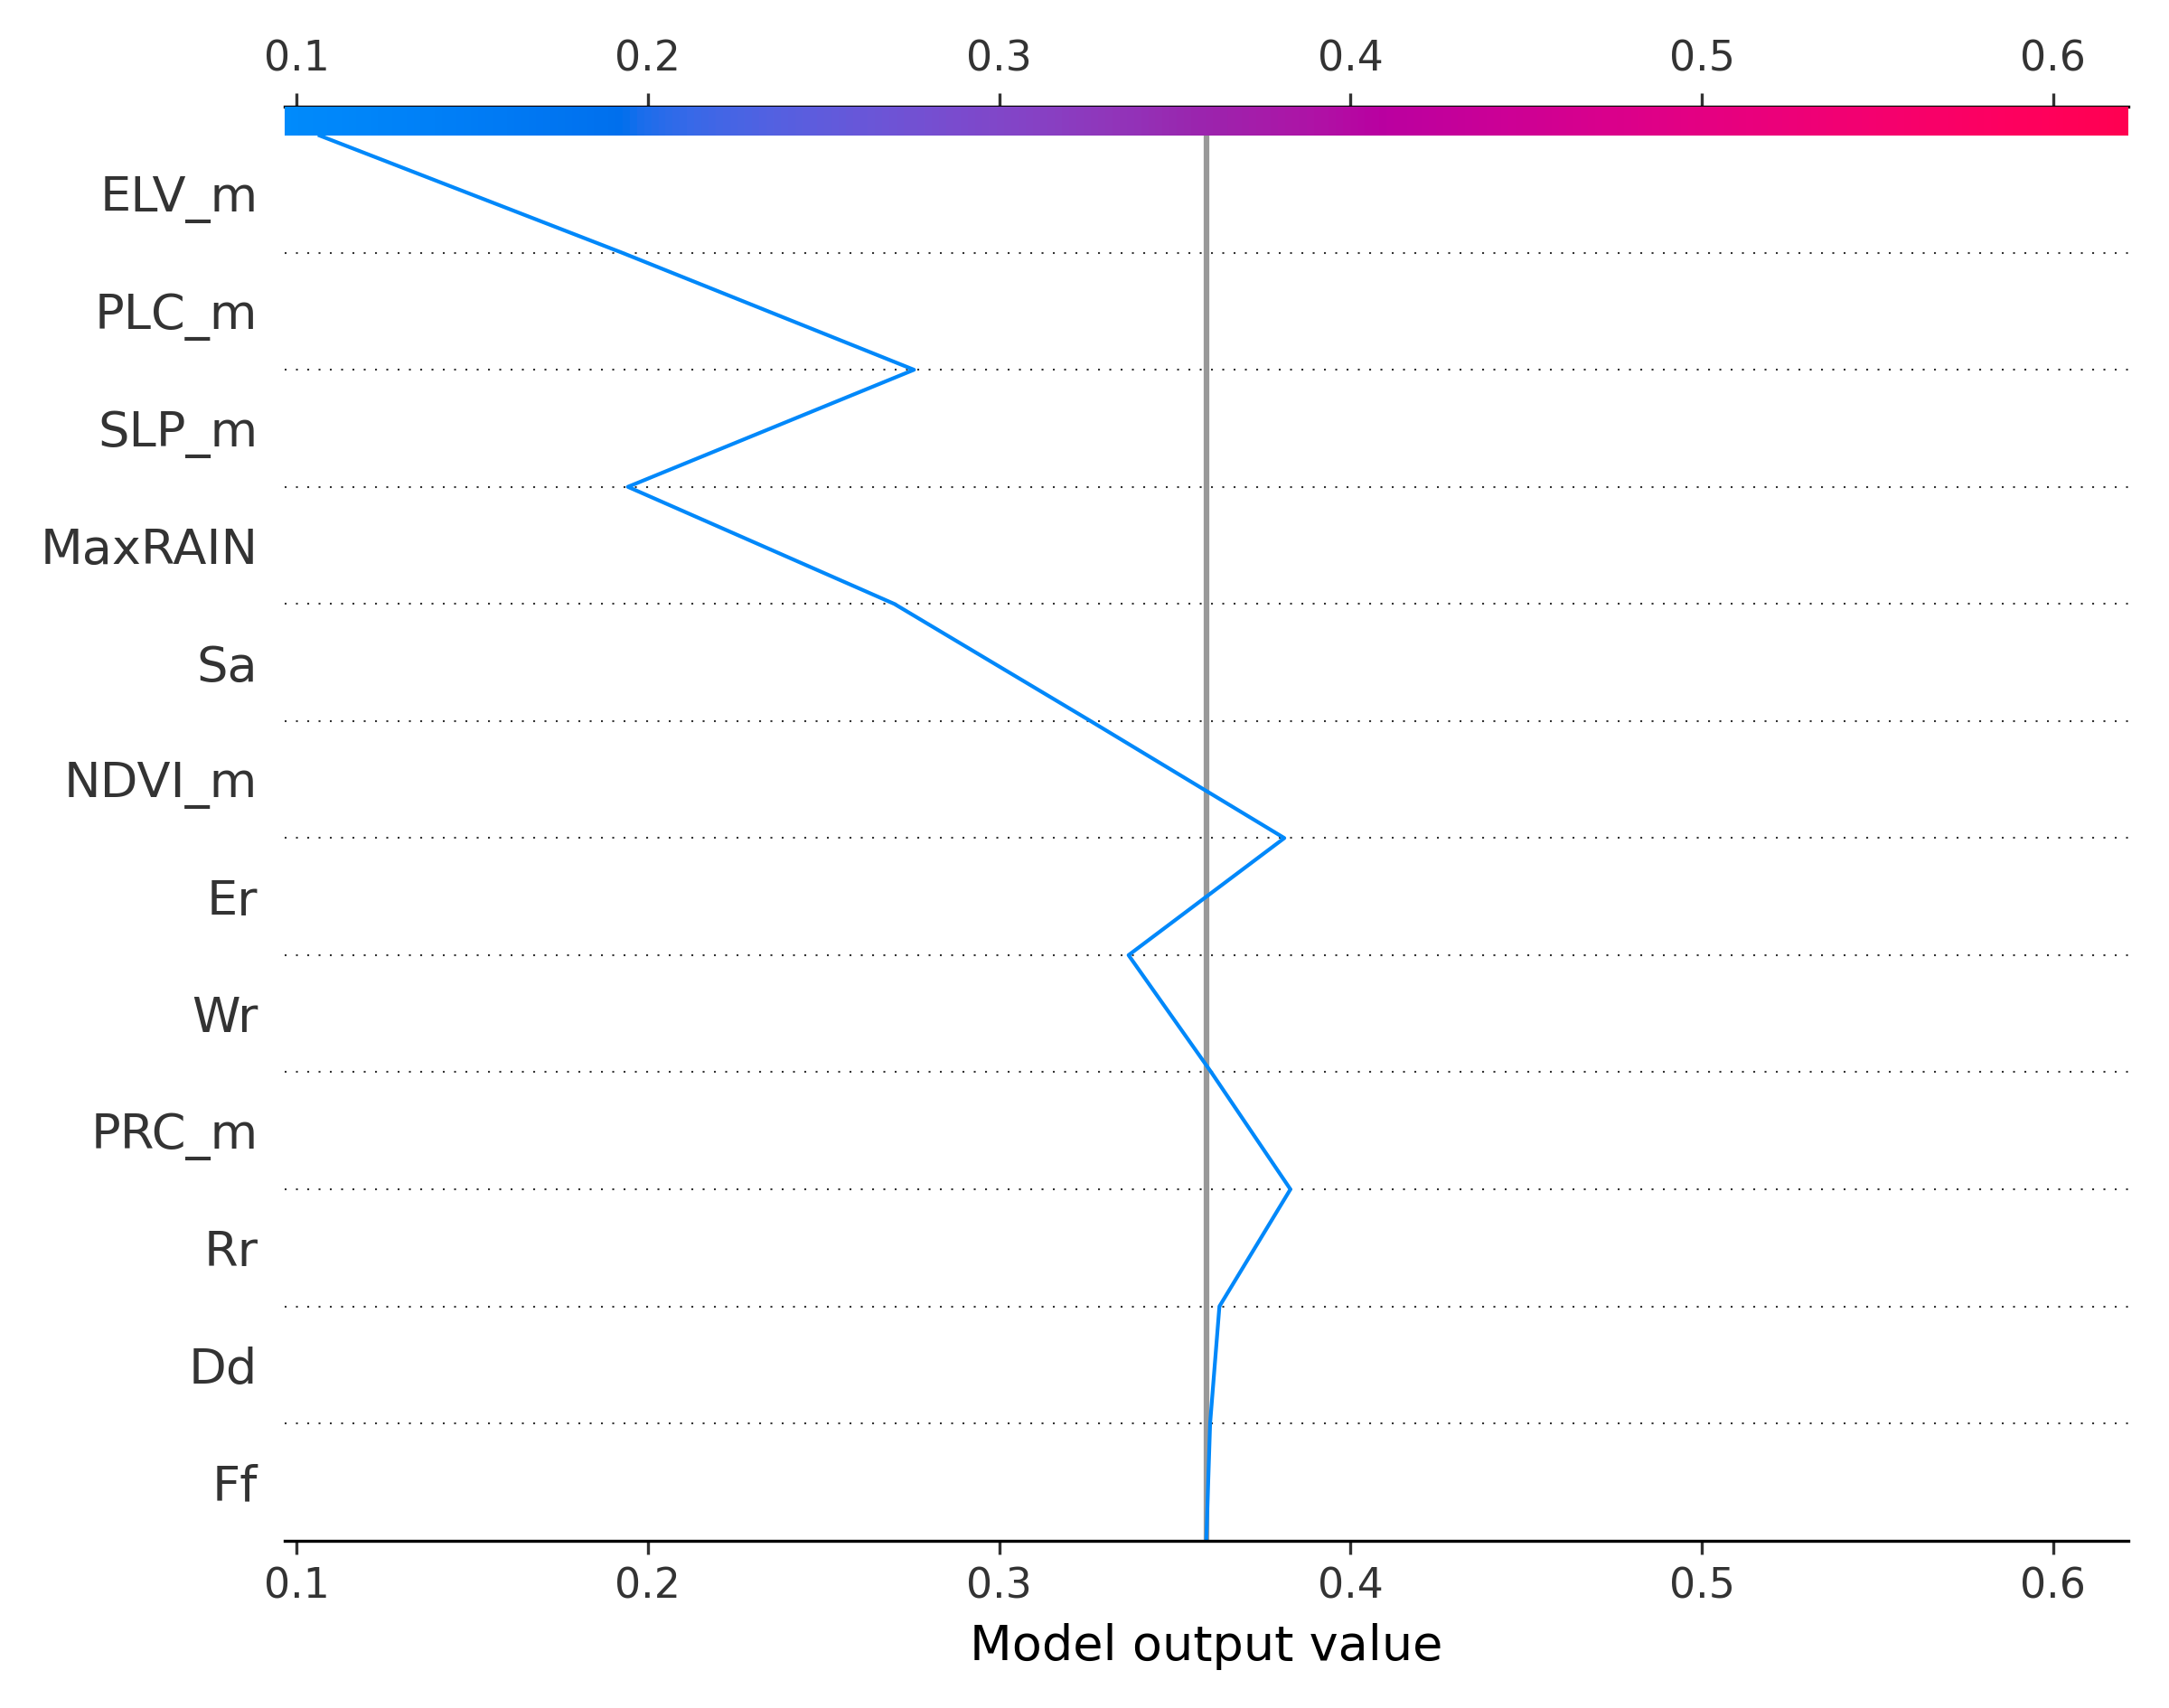 0.1 0.2 0.3 0.4 0.5 0.6
ELV_m
PLC_m
SLP_m
MaxRAIN
Sa
NDVI_m
Er
Wr
PRC_m
Rr
Dd
Ff
0.1 0.2 0.3 0.4 0.5 0.6
Model output value